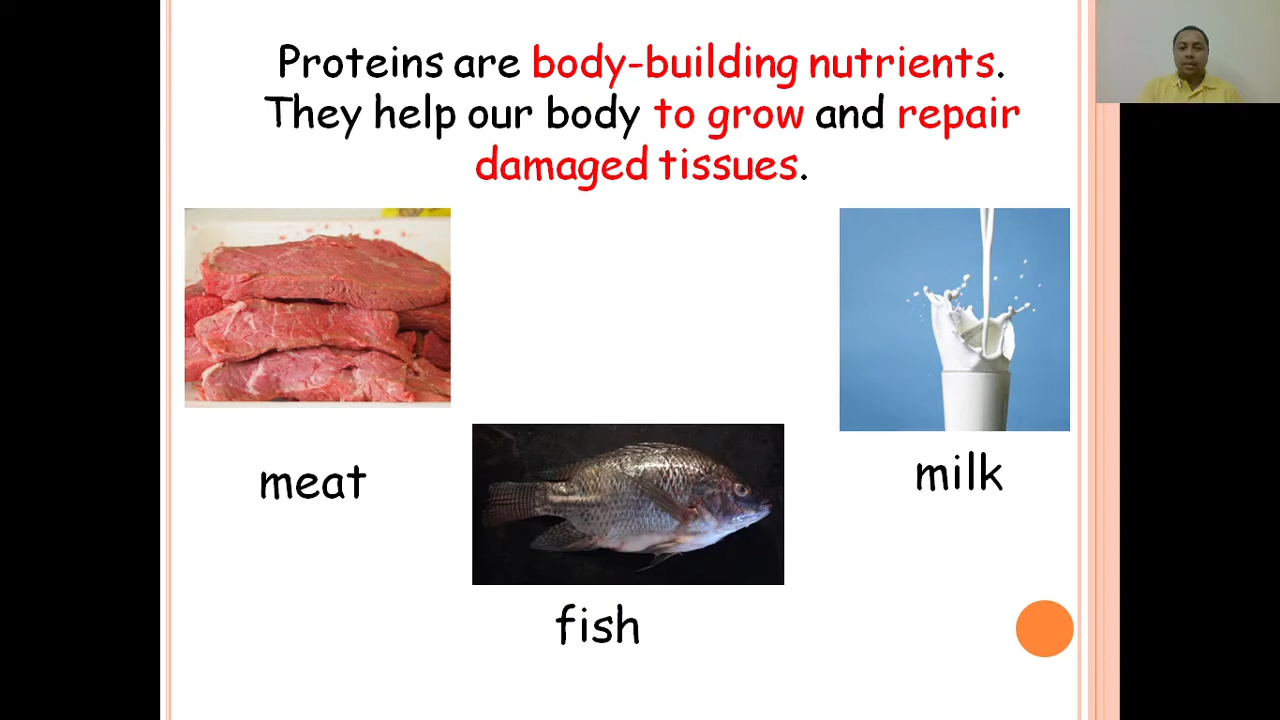 Proteins are body-building nutrients.
They help our body to grow and repair
damaged tissues.
meat
milk
fish